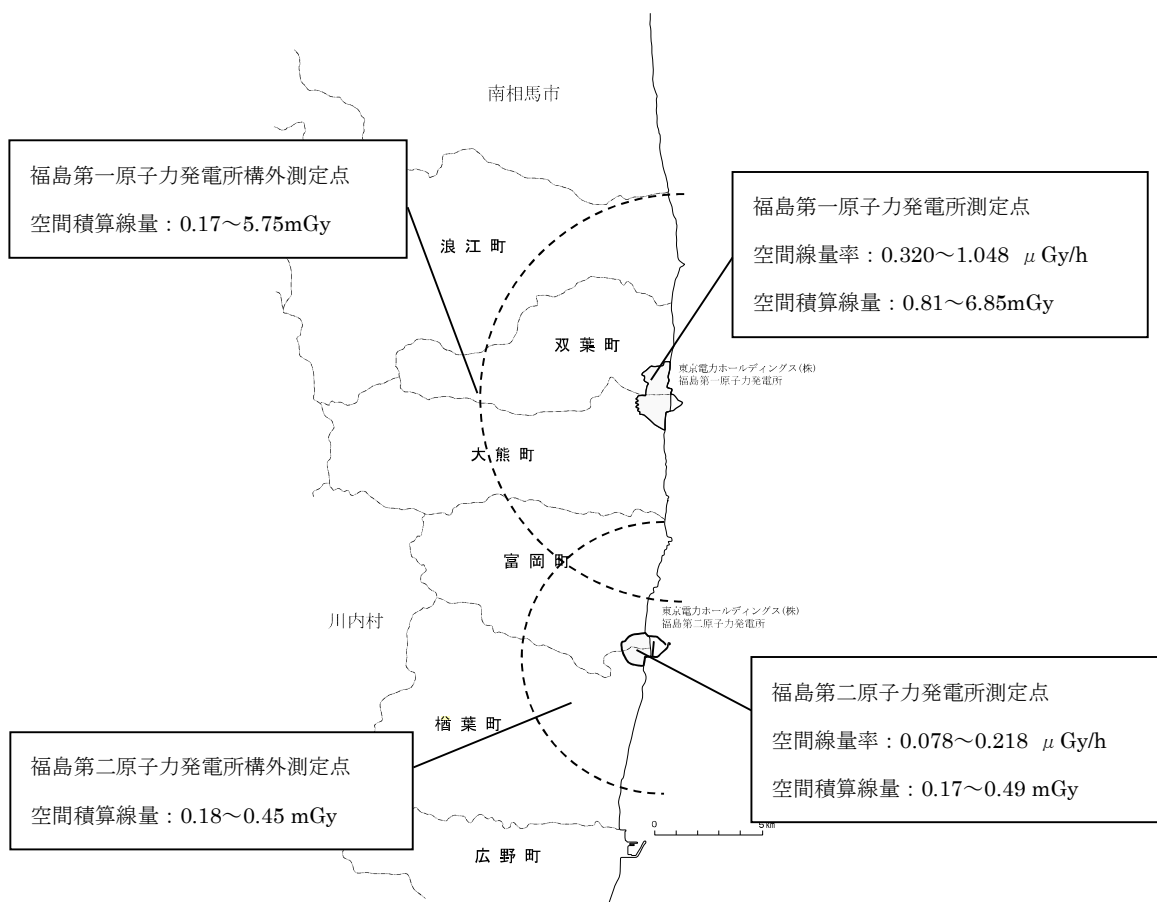 南相馬市
福島第一原子力発電所構外測定点
空間積算線量：0.17～5.75mGy
福島第一原子力発電所測定点
空間線量率：0.320～1.048 μ Gy/h
空間積算線量：0.81～6.85mGy
浪江町
双葉町
東京電力ホールディングス(株)
福島第一原子力発電所
大熊町
富岡町
川内村
東京電力ホールディングス(株)
福島第二原子力発電所
福島第二原子力発電所測定点
空間線量率：0.078～0.218 μ Gy/h
空間積算線量：0.17～0.49 mGy
楢葉町
福島第二原子力発電所構外測定点
空間積算線量：0.18～0.45 mGy
0 5km
広野町